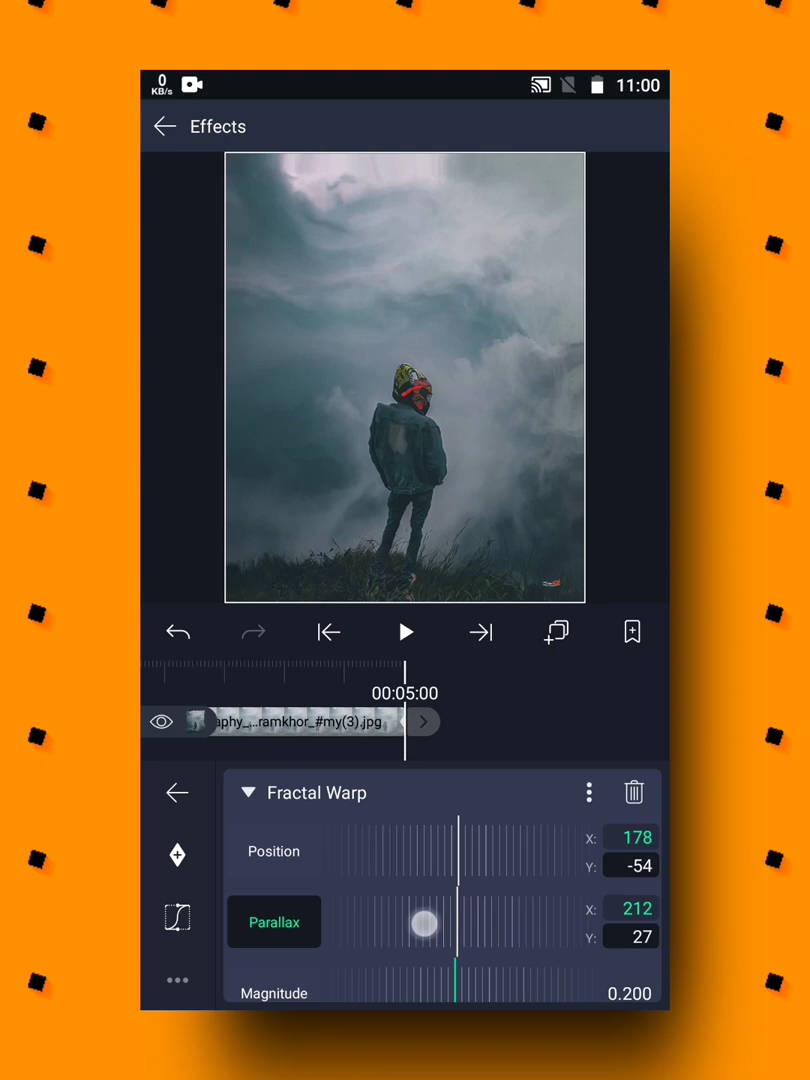 0
KB/s
11:00
Effects
00:05:00
aphy_...ramkhor_#my(3).jpg
Fractal Warp
Position
X: 178
Y: -54
Parallax
X: 212
Y: 27
Magnitude
0.200